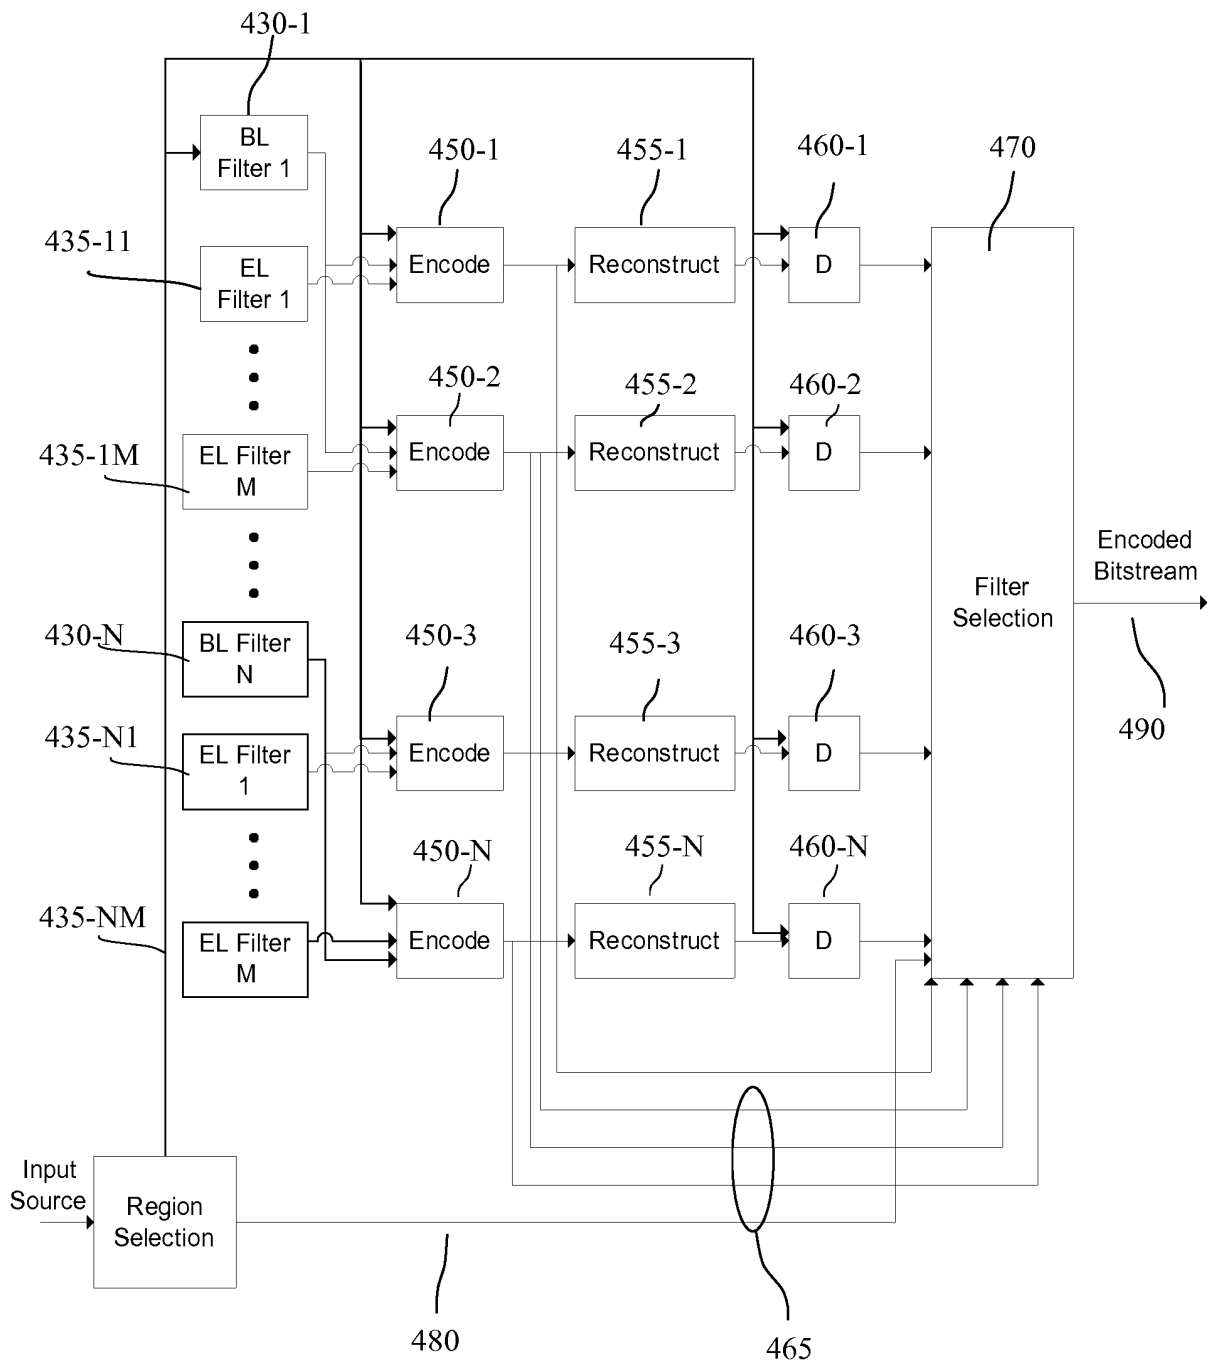 430-1
BL
Filter 1
450-1
455-1
460-1
470
435-11
EL
Filter 1
Encode
Reconstruct
D
450-2
455-2
460-2
435-1M
EL Filter
M
Encode
Reconstruct
D
Encoded
Bitstream
Filter
Selection
430-N
BL Filter
N
450-3
455-3
460-3
490
435-N1
EL Filter
1
Encode
Reconstruct
D
450-N
455-N
460-N
435-NM
EL Filter
M
Encode
Reconstruct
D
Input
Source
Region
Selection
480
465